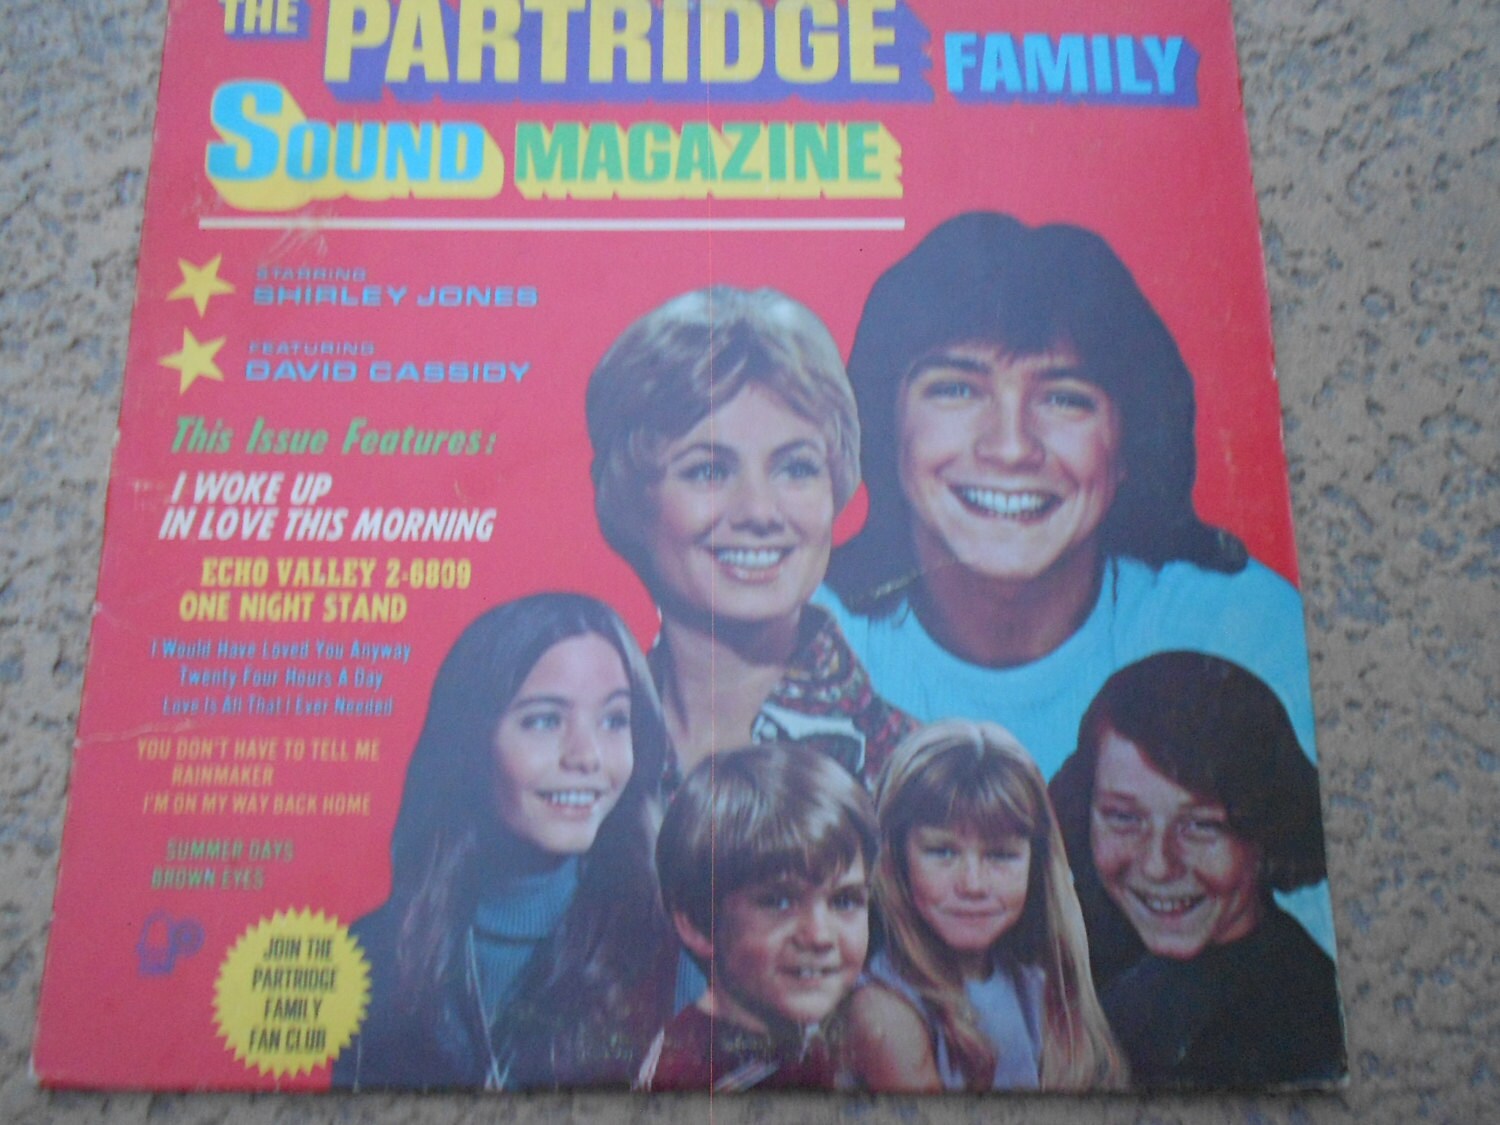 THE PARTRIDGE FAMILY
SOUND MAGAZINE
STARRING
SHIRLEY JONES
FEATURING
DAVID CASSIDY
This Issue Features:
I WOKE UP
IN LOVE THIS MORNING
ECHO VALLEY 2-6809
ONE NIGHT STAND
I Would Have Loved You Anyway
Twenty Four Hours A Day
Love Is All That I Ever Needed
YOU DON'T HAVE TO TELL ME
RAINMAKER
I'M ON MY WAY BACK HOME
SUMMER DAYS
BROWN EYES
JOIN THE
PARTRIDGE
FAMILY
FAN CLUB